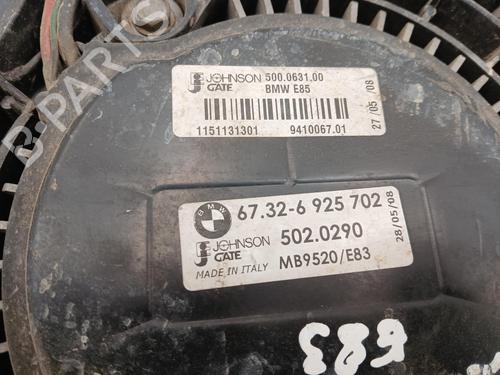 JOHNSON GATE 500.0631.00
BMW E85
1151131301 9410067.01
27/05/08
BMW 67.32-6 925 702
JOHNSON GATE 502.0290
MADE IN ITALY MB9520/E83
28/05/08
E83